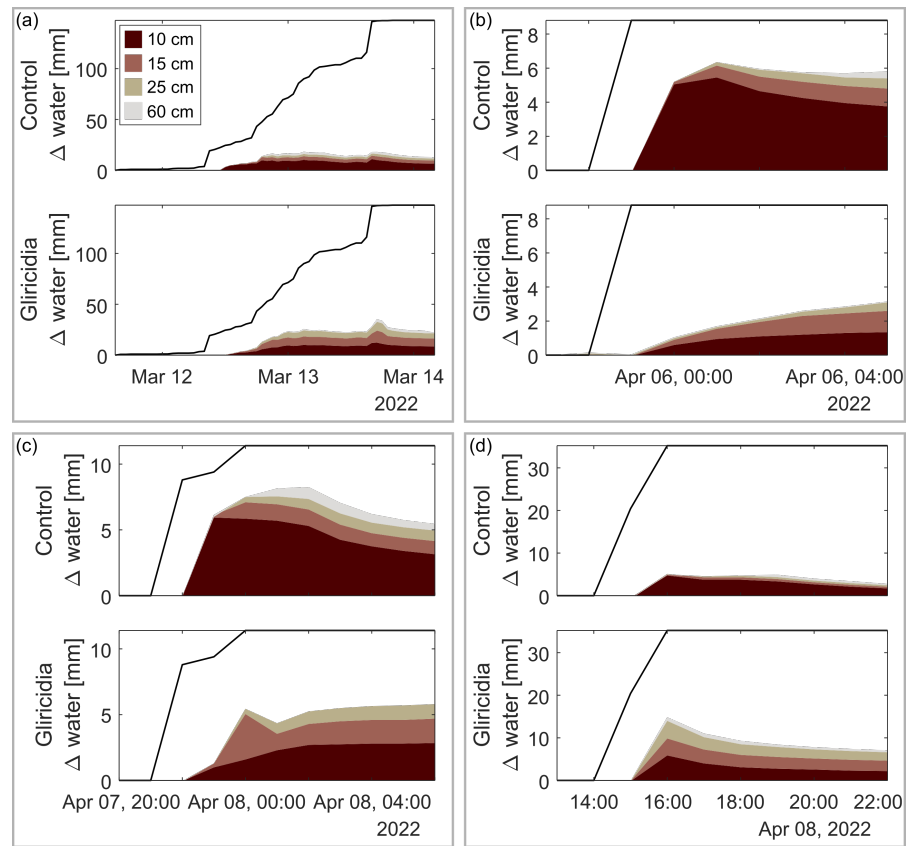 (a)
10 cm
15 cm
25 cm
60 cm
Control
Δ water [mm]
100
50
0
Gliricidia
Δ water [mm]
100
50
0
Mar 12
Mar 13
Mar 14
2022
(b)
Control
Δ water [mm]
8
6
4
2
0
Gliricidia
Δ water [mm]
8
6
4
2
0
Apr 06, 00:00
Apr 06, 04:00
2022
(c)
Control
Δ water [mm]
10
5
0
Gliricidia
Δ water [mm]
10
5
0
Apr 07, 20:00
Apr 08, 00:00
Apr 08, 04:00
2022
(d)
Control
Δ water [mm]
30
20
10
0
Gliricidia
Δ water [mm]
30
20
10
0
14:00
16:00
18:00
20:00
22:00
Apr 08, 2022